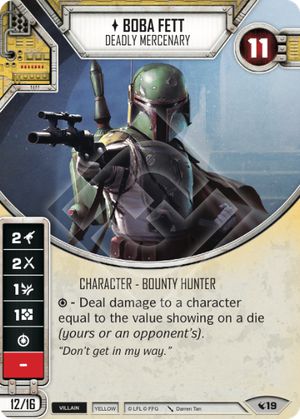 BOBA FETT
DEADLY MERCENARY
11
2
2
1
1
-
12/16
CHARACTER - BOUNTY HUNTER
- Deal damage to a character
equal to the value showing on a die
(yours or an opponent's).
"Don't get in my way."
VILLAIN
YELLOW
© LFL © FFG
Darren Tan
19